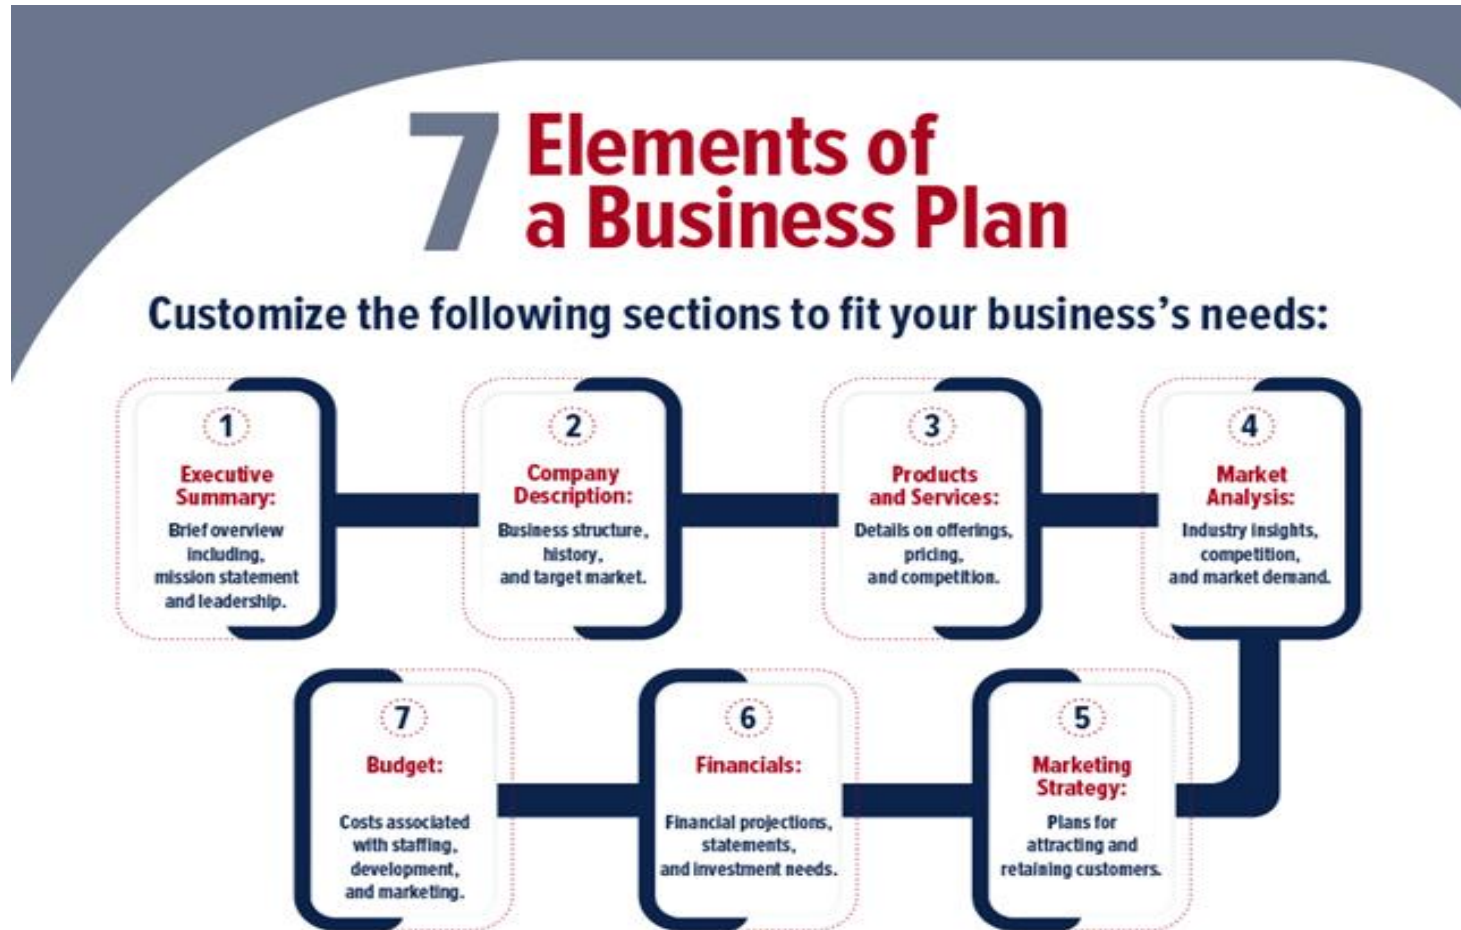 7 Elements of
a Business Plan
Customize the following sections to fit your business’s needs:
1
Executive
Summary:
Brief overview
including,
mission statement
and leadership.
2
Company
Description:
Business structure,
history,
and target market.
3
Products
and Services:
Details on offerings,
pricing,
and competition.
4
Market
Analysis:
Industry insights,
competition,
and market demand.
5
Marketing
Strategy:
Plans for
attracting and
retaining customers.
6
Financials:
Financial projections,
statements,
and investment needs.
7
Budget:
Costs associated
with staffing,
development,
and marketing.